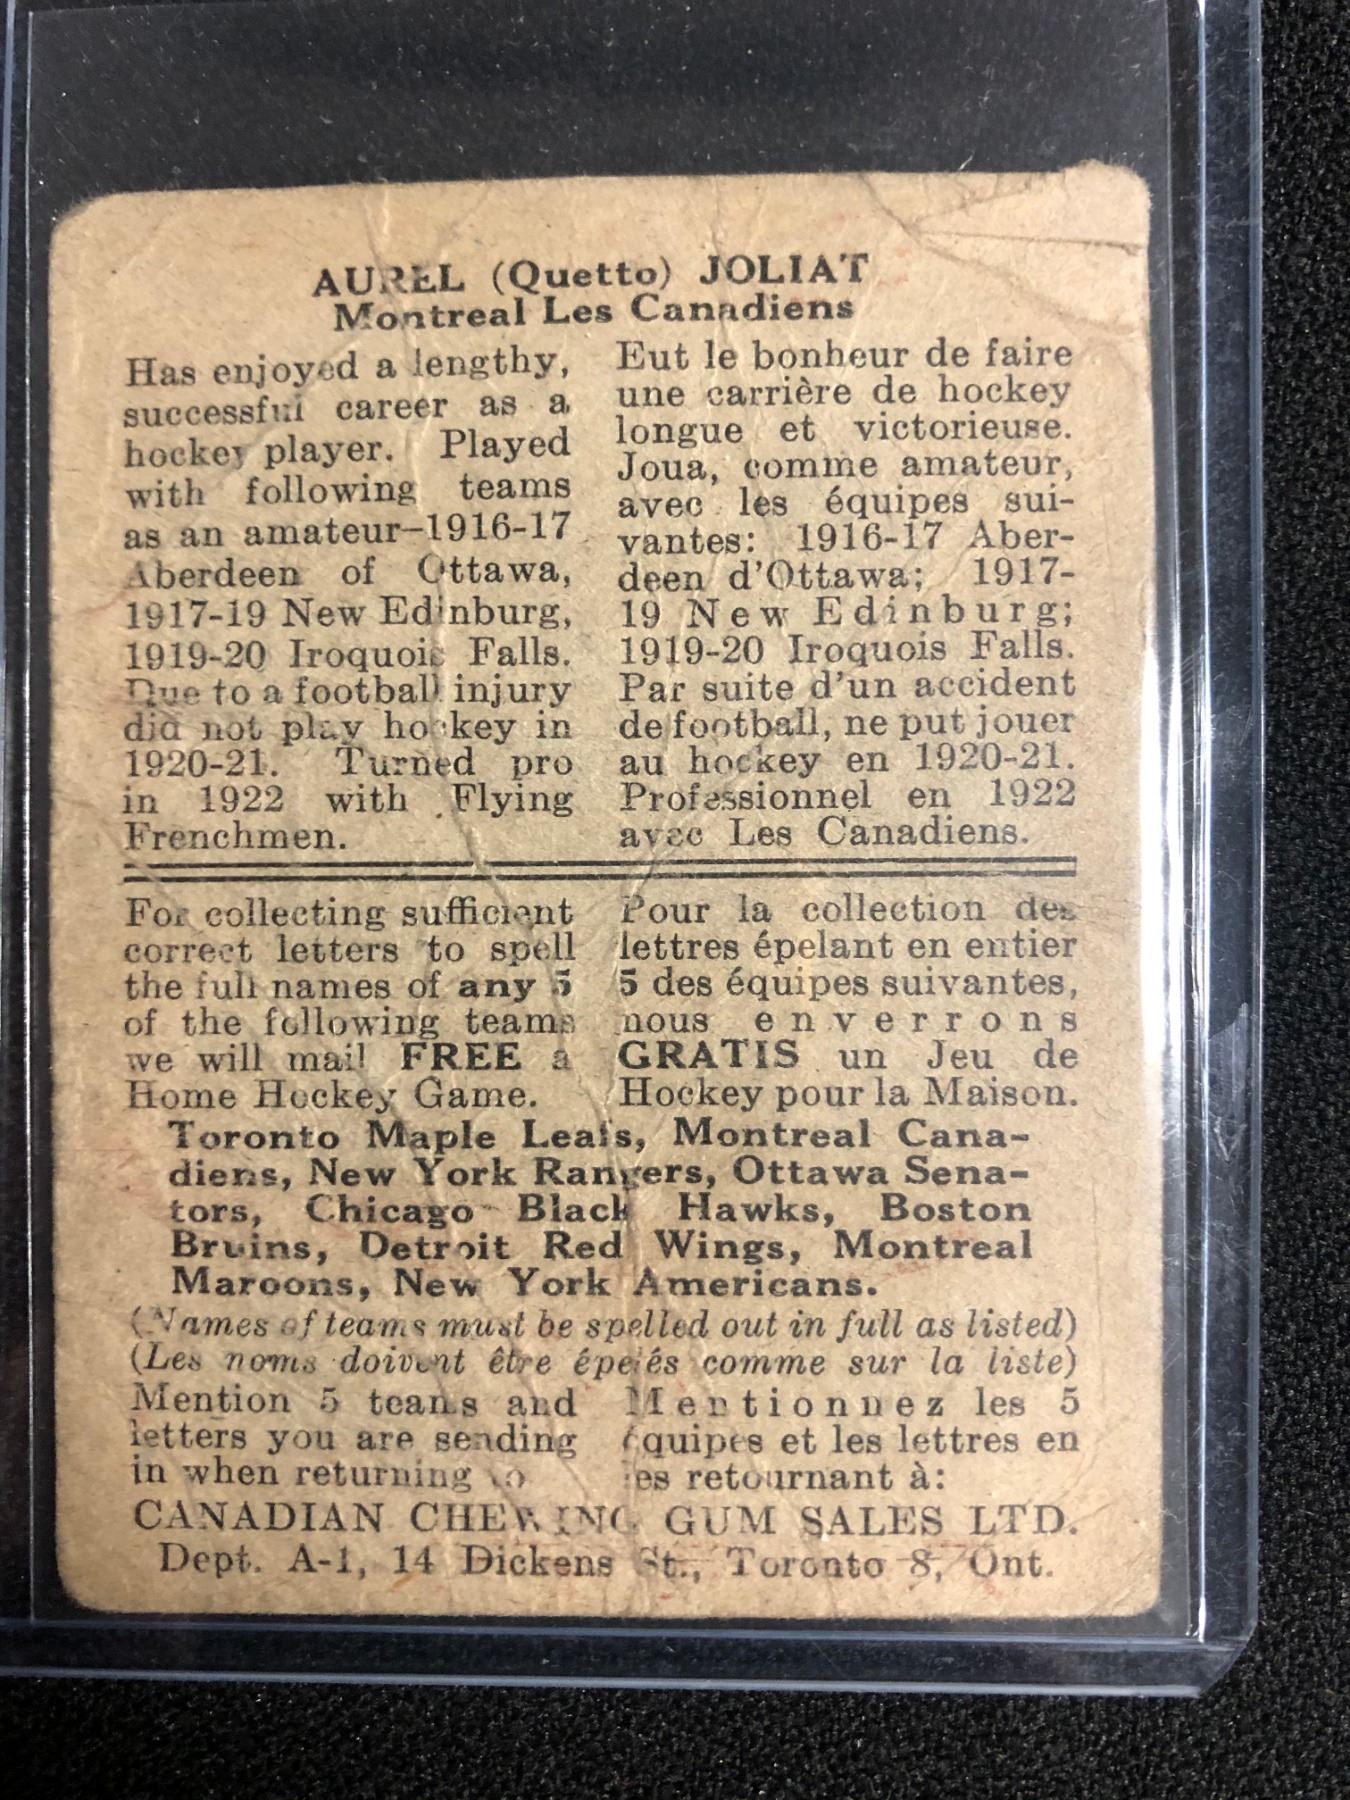 AUREL (Quetto) JOLIAT
Montreal Les Canadiens
Has enjoyed a lengthy,
successful career as a
hockey player. Played
with following teams
as an amateur–1916-17
Aberdeen of Ottawa,
1917-19 New Edinburg,
1919-20 Iroquois Falls.
Due to a football injury
did not play hockey in
1920-21. Turned pro
in 1922 with Flying
Frenchmen.
Eut le bonheur de faire
une carrière de hockey
longue et victorieuse.
Joua, comme amateur,
avec les équipes sui-
vantes: 1916-17 Aber-
deen d'Ottawa; 1917-
19 New Edinburg;
1919-20 Iroquois Falls.
Par suite d'un accident
de football, ne put jouer
au hockey en 1920-21.
Professionnel en 1922
avec Les Canadiens.
For collecting sufficient
correct letters to spell
the full names of any 5
of the following teams
we will mail FREE a
Home Hockey Game.
Pour la collection des
lettres épelant en entier
5 des équipes suivantes,
nous enverrons
GRATIS un Jeu de
Hockey pour la Maison.
Toronto Maple Leafs, Montreal Cana-
diens, New York Rangers, Ottawa Sena-
tors, Chicago Black Hawks, Boston
Bruins, Detroit Red Wings, Montreal
Maroons, New York Americans.
(Names of teams must be spelled out in full as listed)
(Les noms doivent être épelés comme sur la liste)
Mention 5 teams and
letters you are sending
in when returning to
Mentionnez les 5
équipes et les lettres en
les retournant à:
CANADIAN CHEWING GUM SALES LTD.
Dept. A-1, 14 Dickens St., Toronto 8, Ont.